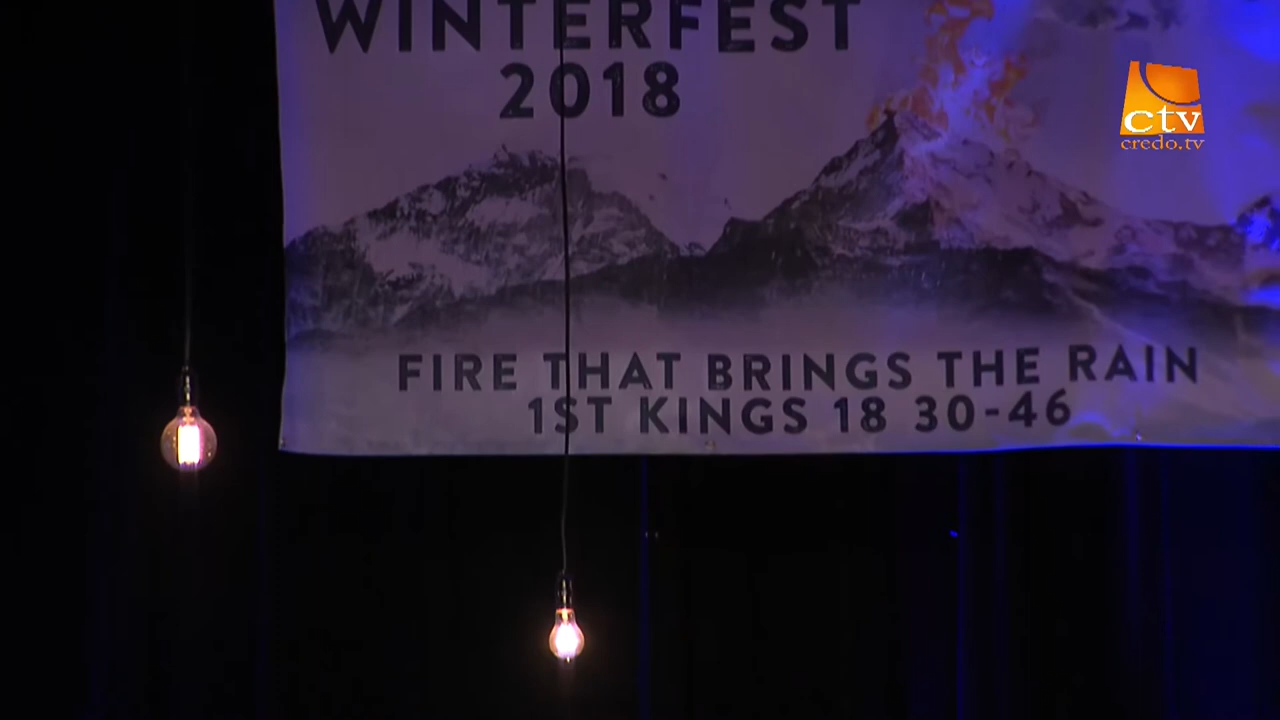 WINTERFEST
2018
ctv
credo.tv
FIRE THAT BRINGS THE RAIN
1ST KINGS 18 30-46